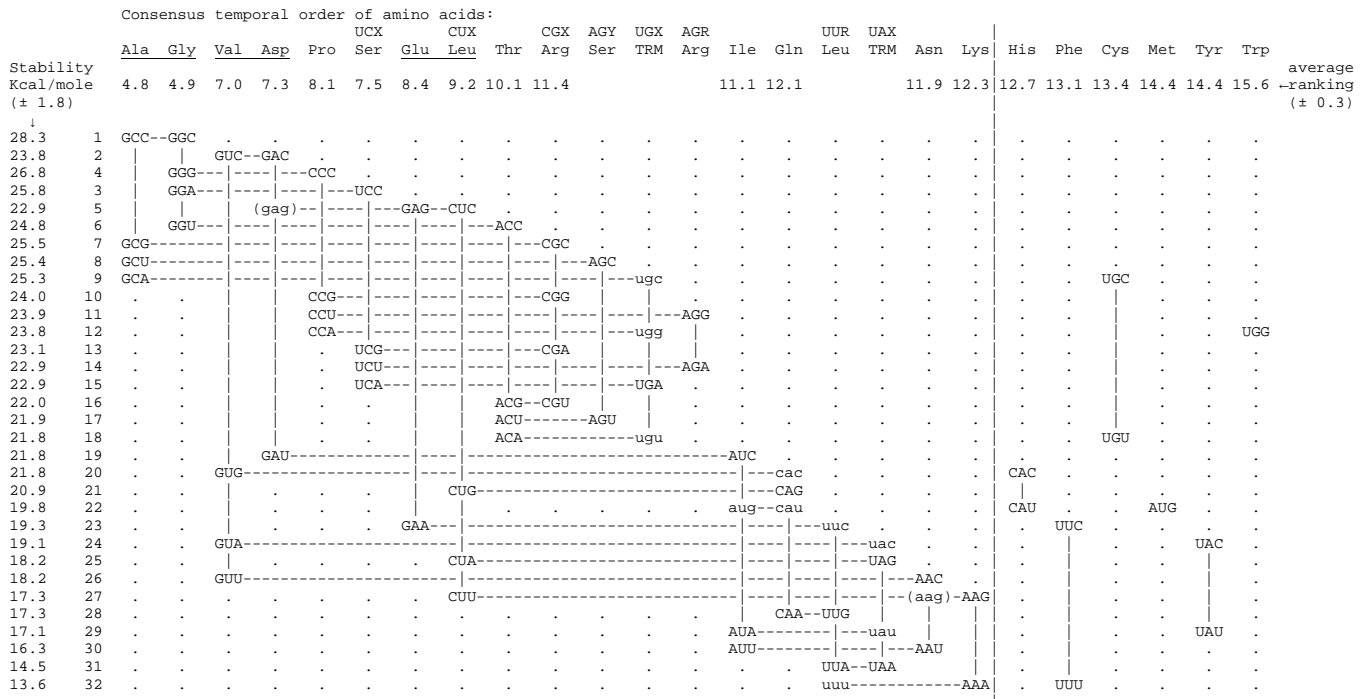 Consensus temporal order of amino acids:
UCX CUX CGX AGY UGX AGR UUR UAX
Ala Gly Val Asp Pro Ser Glu Leu Thr Arg Ser TRM Arg Ile Gln Leu TRM Asn Lys| His Phe Cys Met Tyr Trp
Stability | average
Kcal/mole 4.8 4.9 7.0 7.3 8.1 7.5 8.4 9.2 10.1 11.4 11.1 12.1 11.9 12.3| 12.7 13.1 13.4 14.4 14.4 15.6 ←ranking
(± 1.8) | (± 0.3)
↓
28.3 1 GCC--GGC . . . . . . . . . . . . . . . . . | . . . . . .
23.8 2 | | GUC--GAC . . . . . . . . . . . . . . . | . . . . . .
26.8 4 | GGG---|----|---CCC . . . . . . . . . . . . . . | . . . . . .
25.8 3 | GGA---|----|----|---UCC . . . . . . . . . . . . . | . . . . . .
22.9 5 | | | (gag)--|----|---GAG--CUC . . . . . . . . . . . | . . . . . .
24.8 6 | GGU---|----|----|----|----|----|---ACC . . . . . . . . . . | . . . . . .
25.5 7 GCG--------|----|----|----|----|----|----|---CGC . . . . . . . . . | . . . . . .
25.4 8 GCU--------|----|----|----|----|----|----|----|---AGC . . . . . . . . | . . . . . .
25.3 9 GCA--------|----|----|----|----|----|----|----|----|---ugc . . . . . . . | . . UGC . . .
24.0 10 . . | | CCG---|----|----|----|---CGG | | . . . . . . . | . . | . . .
23.9 11 . . | | CCU---|----|----|----|----|----|----|---AGG . . . . . . | . . | . . .
23.8 12 . . | | CCA---|----|----|----|----|----|---ugg | . . . . . . | . . | . . UGG
23.1 13 . . | | . UCG---|----|----|---CGA | | | . . . . . . | . . | . . .
22.9 14 . . | | . UCU---|----|----|----|----|----|---AGA . . . . . . | . . | . . .
22.9 15 . . | | . UCA---|----|----|----|----|---UGA . . . . . . . | . . | . . .
22.0 16 . . | | . . | | ACG--CGU | | . . . . . . . | . . | . . .
21.9 17 . . | | . . | | ACU-------AGU | . . . . . . . | . . | . . .
21.8 18 . . | | . . | | ACA------------ugu . . . . . . . | . . UGU . . .
21.8 19 . . | GAU------------|----|------------------------AUC . . . . . | . . . . . .
21.8 20 . . GUG-----------------|----|-------------------------|---cac . . . . | CAC . . . . .
20.9 21 . . | . . . | CUG------------------------|---CAG . . . . | | . . . . .
19.8 22 . . | . . . | | . . . . . aug--cau . . . . | CAU . . AUG . .
19.3 23 . . | . . . GAA---|-------------------------|----|---uuc . . . | . UUC . . . .
19.1 24 . . GUA----------------------|-------------------------|----|----|---uac . . | . | . . UAC .
18.2 25 . . | . . . . CUA------------------------|----|----|---UAG . . | . | . . | .
18.2 26 . . GUU----------------------|-------------------------|----|----|----|---AAC . | . | . . | .
17.3 27 . . . . . . . CUU------------------------|----|----|----|--(aag)-AAG| . | . . | .
17.3 28 . . . . . . . . . . . . . | CAA--UUG | | | | . | . . | .
17.1 29 . . . . . . . . . . . . . AUA---------|---uau | | | . | . . UAU .
16.3 30 . . . . . . . . . . . . . AUU---------|----|---AAU | | . | . . . .
14.5 31 . . . . . . . . . . . . . . . UUA--UAA . | | . | . . . .
13.6 32 . . . . . . . . . . . . . . . uuu------------AAA| . UUU . . . .